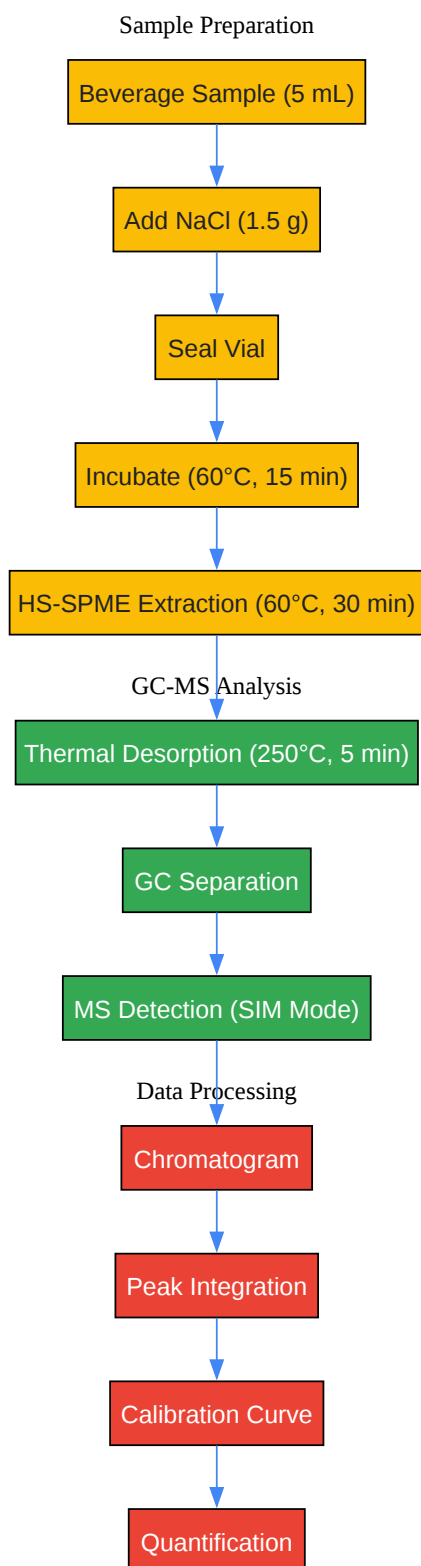 Sample Preparation
Beverage Sample (5 mL)
Add NaCl (1.5 g)
Seal Vial
Incubate (60°C, 15 min)
HS-SPME Extraction (60°C, 30 min)
GC-MS Analysis
Thermal Desorption (250°C, 5 min)
GC Separation
MS Detection (SIM Mode)
Data Processing
Chromatogram
Peak Integration
Calibration Curve
Quantification